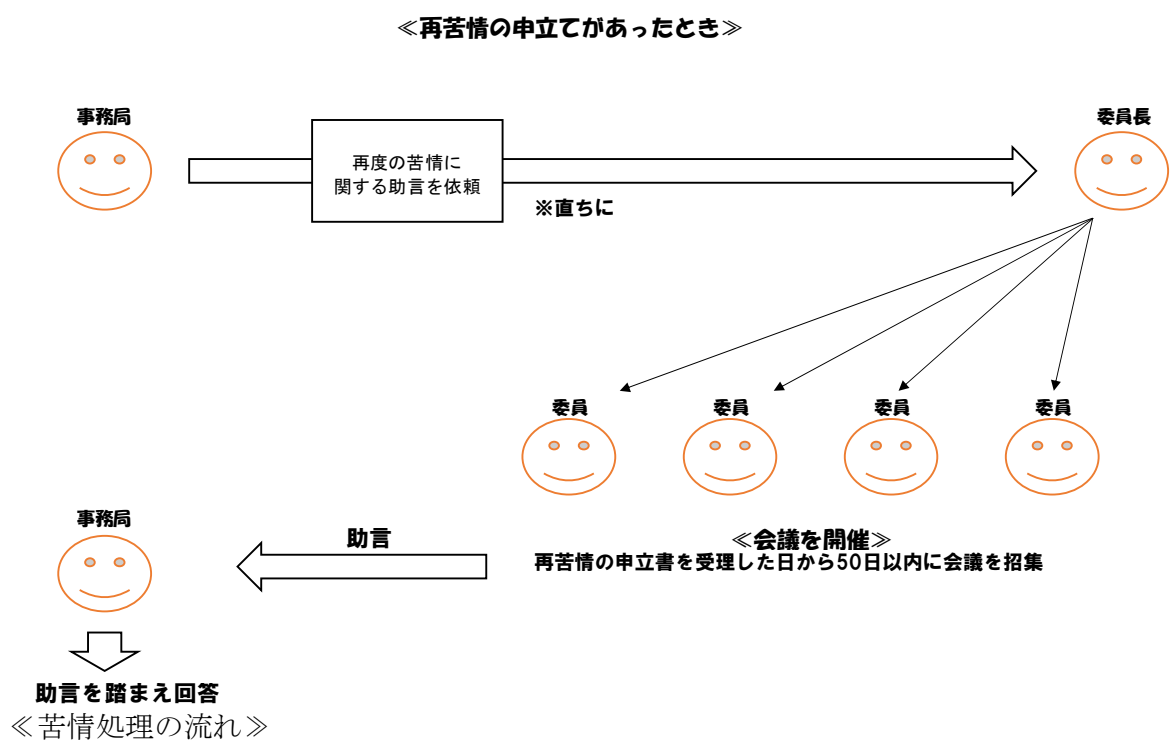 ≪再苦情の申立てがあったとき≫
事務局
委員長
再度の苦情に
関する助言を依頼
※直ちに
委員
委員
委員
委員
事務局
助言
≪会議を開催≫
再苦情の申立書を受理した日から50日以内に会議を招集
助言を踏まえ回答
≪苦情処理の流れ≫